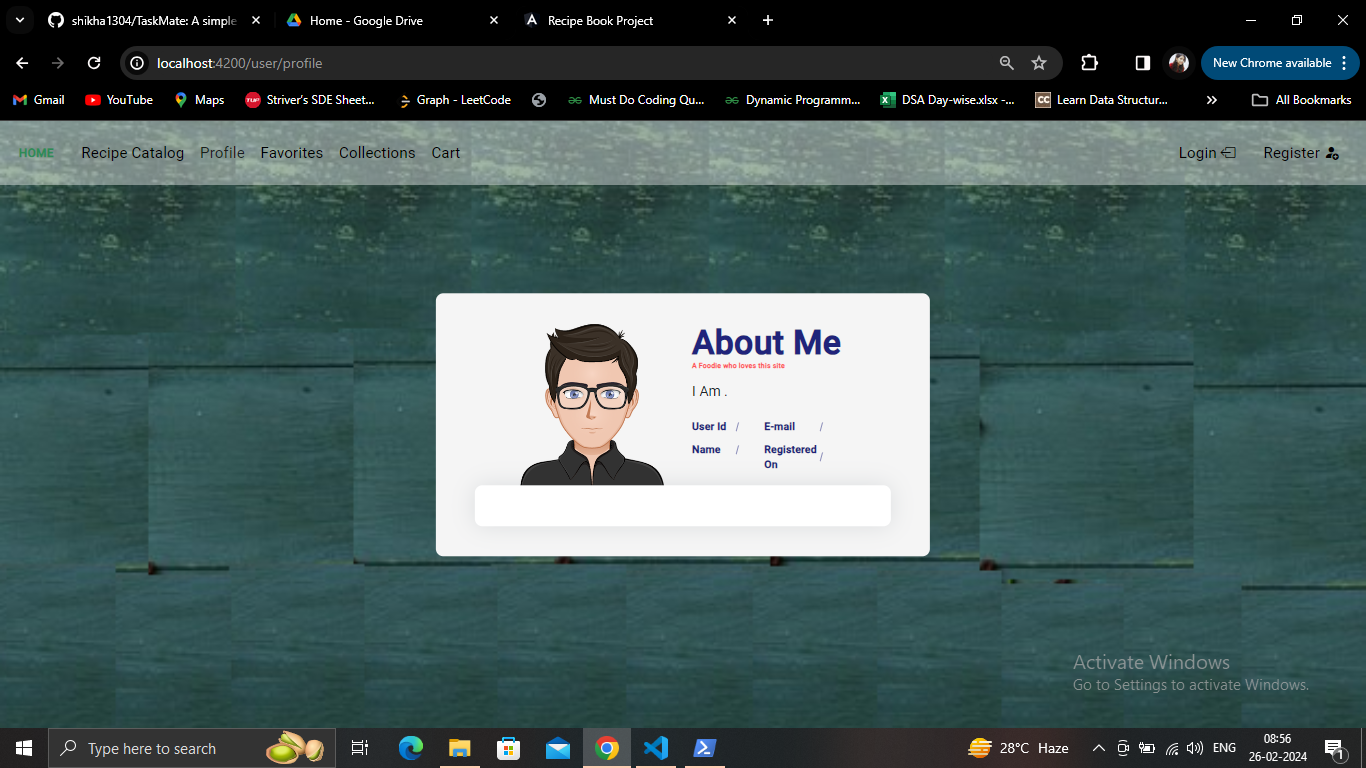 shikha1304/TaskMate: A simple
Home - Google Drive
Recipe Book Project
localhost:4200/user/profile
New Chrome available
Gmail
YouTube
Maps
TUF
Striver's SDE Sheet...
Graph - LeetCode
Must Do Coding Qu...
Dynamic Programm...
DSA Day-wise.xlsx -...
CC
Learn Data Structur...
All Bookmarks
HOME
Recipe Catalog
Profile
Favorites
Collections
Cart
Login
Register
About Me
A Foodie who loves this site
I Am .
User Id /
E-mail /
Name /
Registered On /
Activate Windows
Go to Settings to activate Windows.
Type here to search
28°C Haze
ENG
08:56
26-02-2024
1